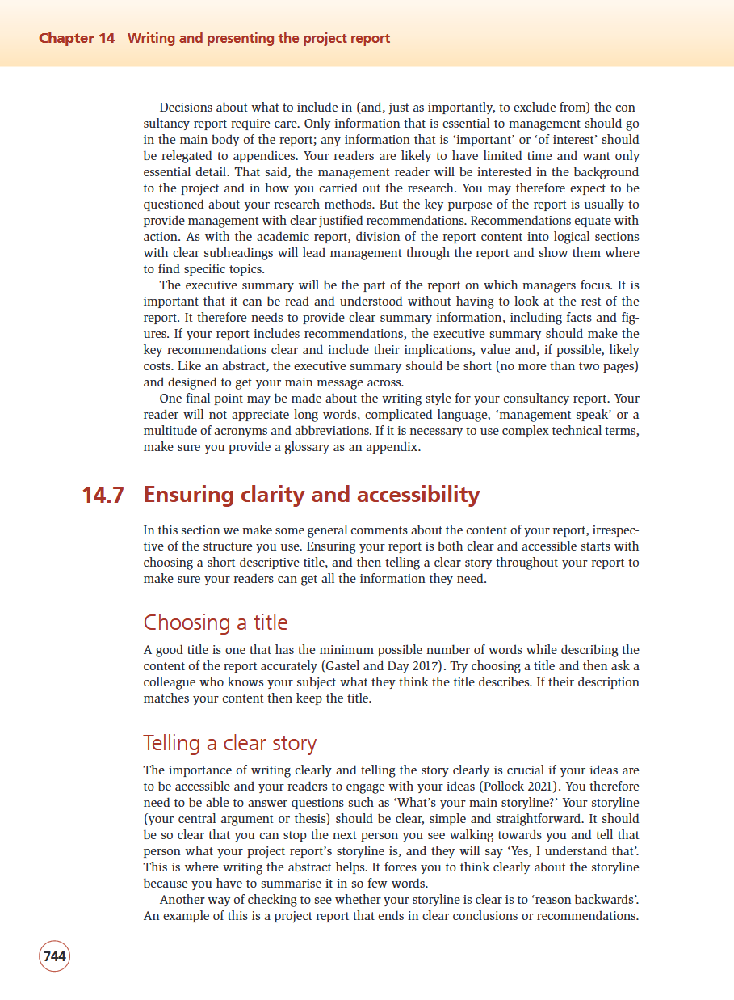 Chapter 14 Writing and presenting the project report
Decisions about what to include in (and, just as importantly, to exclude from) the con-
sultancy report require care. Only information that is essential to management should go
in the main body of the report; any information that is ‘important’ or ‘of interest’ should
be relegated to appendices. Your readers are likely to have limited time and want only
essential detail. That said, the management reader will be interested in the background
to the project and in how you carried out the research. You may therefore expect to be
questioned about your research methods. But the key purpose of the report is usually to
provide management with clear justified recommendations. Recommendations equate with
action. As with the academic report, division of the report content into logical sections
with clear subheadings will lead management through the report and show them where
to find specific topics.
The executive summary will be the part of the report on which managers focus. It is
important that it can be read and understood without having to look at the rest of the
report. It therefore needs to provide clear summary information, including facts and fig-
ures. If your report includes recommendations, the executive summary should make the
key recommendations clear and include their implications, value and, if possible, likely
costs. Like an abstract, the executive summary should be short (no more than two pages)
and designed to get your main message across.
One final point may be made about the writing style for your consultancy report. Your
reader will not appreciate long words, complicated language, ‘management speak’ or a
multitude of acronyms and abbreviations. If it is necessary to use complex technical terms,
make sure you provide a glossary as an appendix.
14.7 Ensuring clarity and accessibility
In this section we make some general comments about the content of your report, irrespec-
tive of the structure you use. Ensuring your report is both clear and accessible starts with
choosing a short descriptive title, and then telling a clear story throughout your report to
make sure your readers can get all the information they need.
Choosing a title
A good title is one that has the minimum possible number of words while describing the
content of the report accurately (Gastel and Day 2017). Try choosing a title and then ask a
colleague who knows your subject what they think the title describes. If their description
matches your content then keep the title.
Telling a clear story
The importance of writing clearly and telling the story clearly is crucial if your ideas are
to be accessible and your readers to engage with your ideas (Pollock 2021). You therefore
need to be able to answer questions such as ‘What’s your main storyline?’ Your storyline
(your central argument or thesis) should be clear, simple and straightforward. It should
be so clear that you can stop the next person you see walking towards you and tell that
person what your project report’s storyline is, and they will say ‘Yes, I understand that’.
This is where writing the abstract helps. It forces you to think clearly about the storyline
because you have to summarise it in so few words.
Another way of checking to see whether your storyline is clear is to ‘reason backwards’.
An example of this is a project report that ends in clear conclusions or recommendations.
744